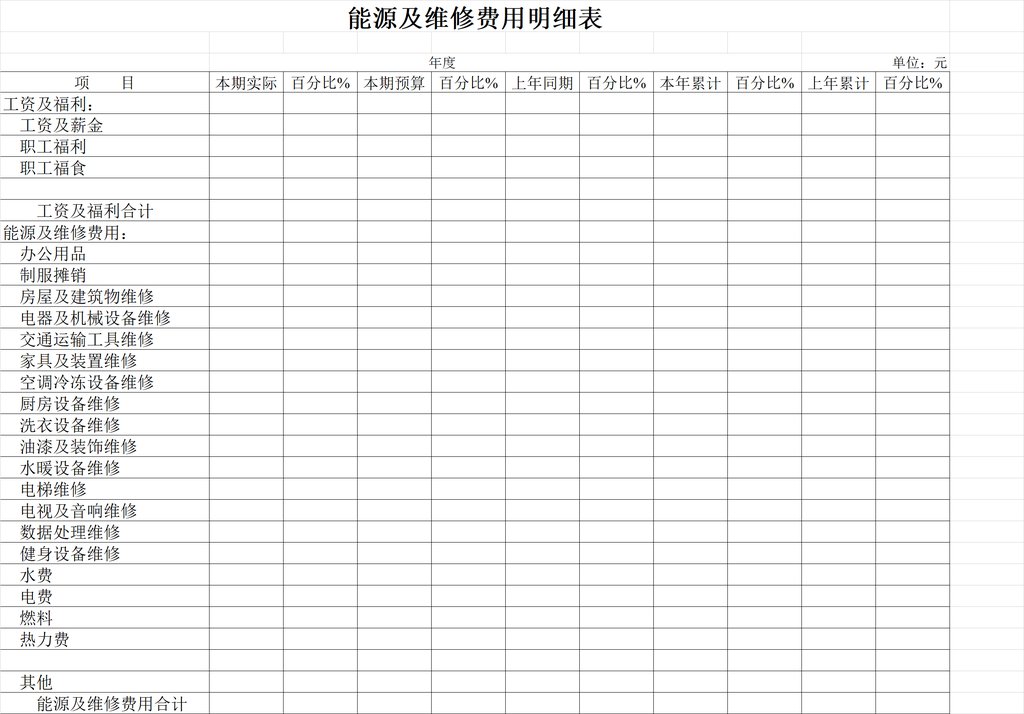 能源及维修费用明细表
年度 单位：元
项 目 本期实际 百分比% 本期预算 百分比% 上年同期 百分比% 本年累计 百分比% 上年累计 百分比%
工资及福利：
工资及薪金
职工福利
职工福食
工资及福利合计
能源及维修费用：
办公用品
制服摊销
房屋及建筑物维修
电器及机械设备维修
交通运输工具维修
家具及装置维修
空调冷冻设备维修
厨房设备维修
洗衣设备维修
油漆及装饰维修
水暖设备维修
电梯维修
电视及音响维修
数据处理维修
健身设备维修
水费
电费
燃料
热力费
其他
能源及维修费用合计